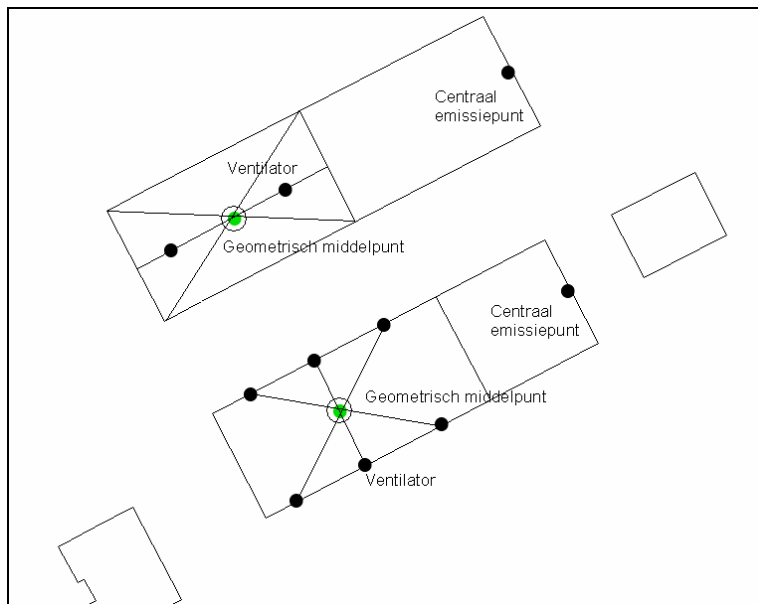 Centraal
emissiepunt
Ventilator
Geometrisch middelpunt
Centraal
emissiepunt
Geometrisch middelpunt
Ventilator